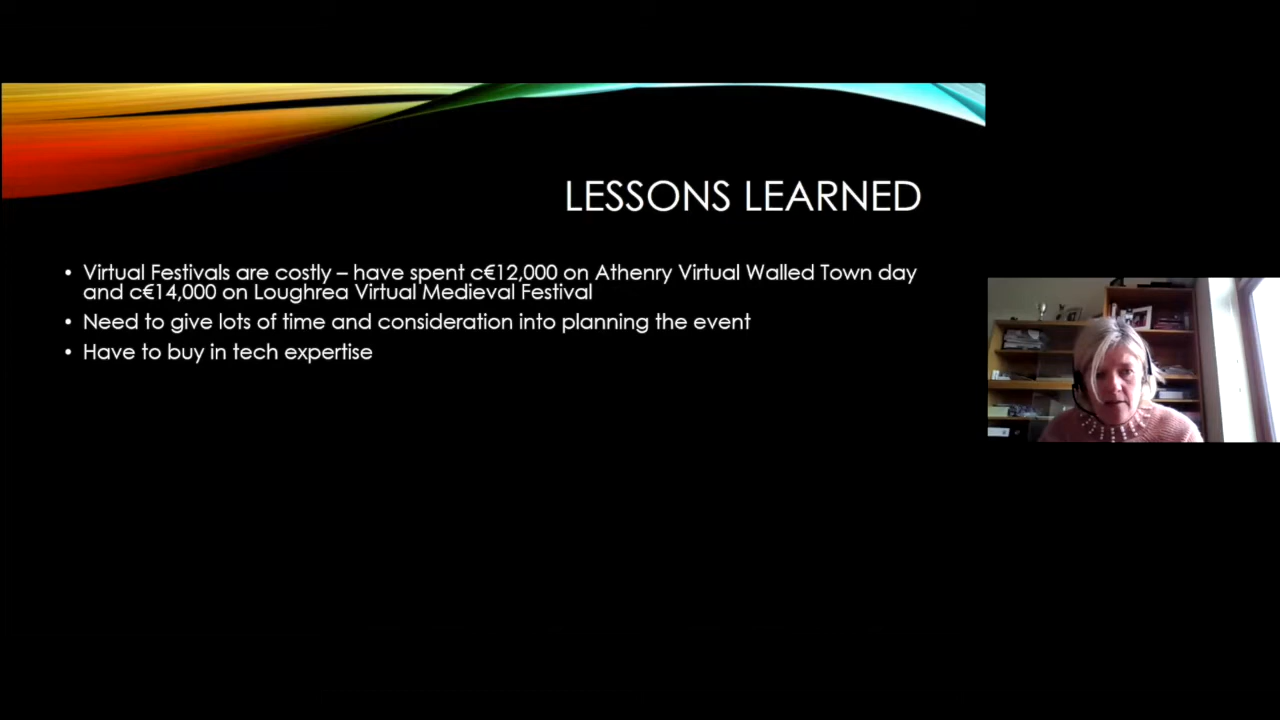 LESSONS LEARNED
• Virtual Festivals are costly – have spent c€12,000 on Athenry Virtual Walled Town day
and c€14,000 on Loughrea Virtual Medieval Festival
• Need to give lots of time and consideration into planning the event
• Have to buy in tech expertise